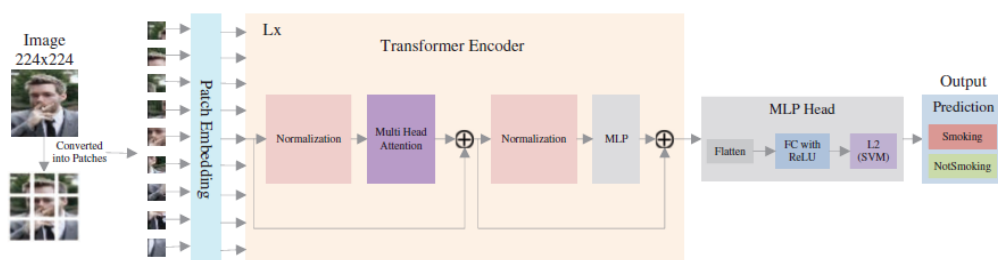 Image
224x224
Converted
into Patches
Patch Embedding
Lx
Transformer Encoder
Normalization
Multi Head
Attention
Normalization
MLP
MLP Head
Flatten
FC with
ReLU
L2
(SVM)
Output
Prediction
Smoking
NotSmoking